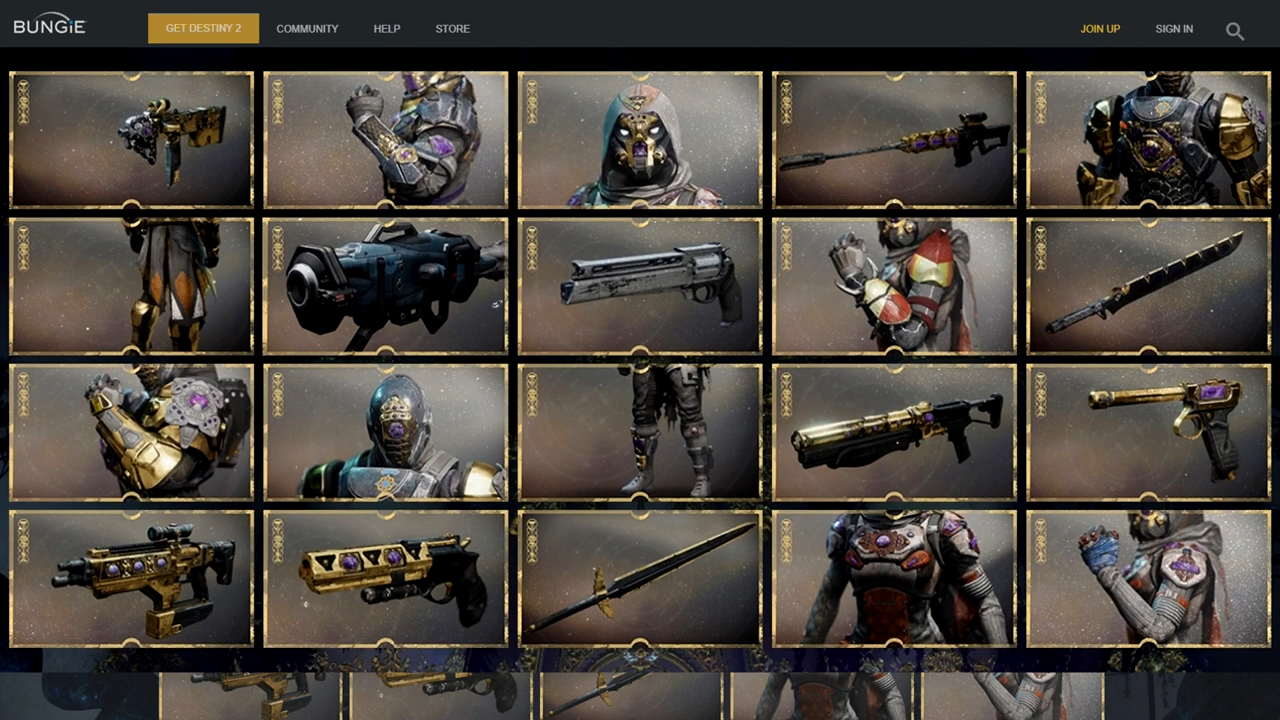 BUNGiE
GET DESTINY 2
COMMUNITY
HELP
STORE
JOIN UP
SIGN IN